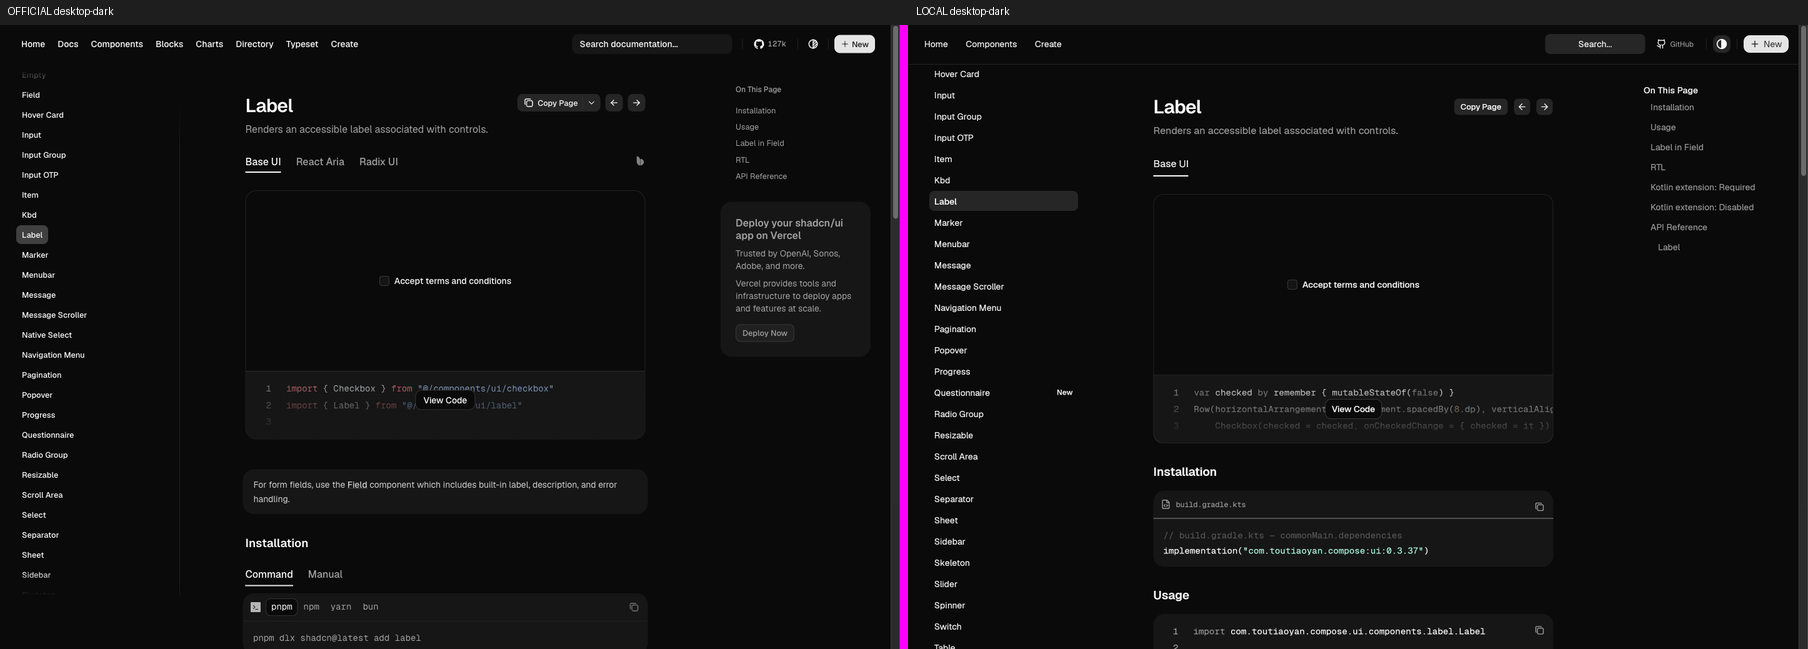 OFFICIAL desktop-dark
Home Docs Components Blocks Charts Directory Typeset Create
Search documentation...
127k
+ New
Empty
Field
Hover Card
Input
Input Group
Input OTP
Item
Kbd
Label
Marker
Menubar
Message
Message Scroller
Native Select
Navigation Menu
Pagination
Popover
Progress
Questionnaire
Radio Group
Resizable
Scroll Area
Select
Separator
Sheet
Sidebar
Label
Copy Page
Renders an accessible label associated with controls.
Base UI React Aria Radix UI
Accept terms and conditions
1 import { Checkbox } from "@/components/ui/checkbox"
2 import { Label } from "@/ ui/label"
3
View Code
For form fields, use the Field component which includes built-in label, description, and error
handling.
Installation
Command Manual
pnpm npm yarn bun
pnpm dlx shadcn@latest add label
On This Page
Installation
Usage
Label in Field
RTL
API Reference
Deploy your shadcn/ui
app on Vercel
Trusted by OpenAI, Sonos,
Adobe, and more.
Vercel provides tools and
infrastructure to deploy apps
and features at scale.
Deploy Now
LOCAL desktop-dark
Home Components Create
Search...
GitHub
+ New
Hover Card
Input
Input Group
Input OTP
Item
Kbd
Label
Marker
Menubar
Message
Message Scroller
Navigation Menu
Pagination
Popover
Progress
Questionnaire New
Radio Group
Resizable
Scroll Area
Select
Separator
Sheet
Sidebar
Skeleton
Slider
Spinner
Switch
Table
Label
Copy Page
Renders an accessible label associated with controls.
Base UI
Accept terms and conditions
1 var checked by remember { mutableStateOf(false) }
2 Row(horizontalArrangement ment.spacedBy(8.dp), verticalAlig
3 Checkbox(checked = checked, onCheckedChange = { checked = it })
View Code
Installation
build.gradle.kts
// build.gradle.kts — commonMain.dependencies
implementation("com.toutiaoyan.compose:ui:0.3.37")
Usage
1 import com.toutiaoyan.compose.ui.components.label.Label
2
On This Page
Installation
Usage
Label in Field
RTL
Kotlin extension: Required
Kotlin extension: Disabled
API Reference
Label